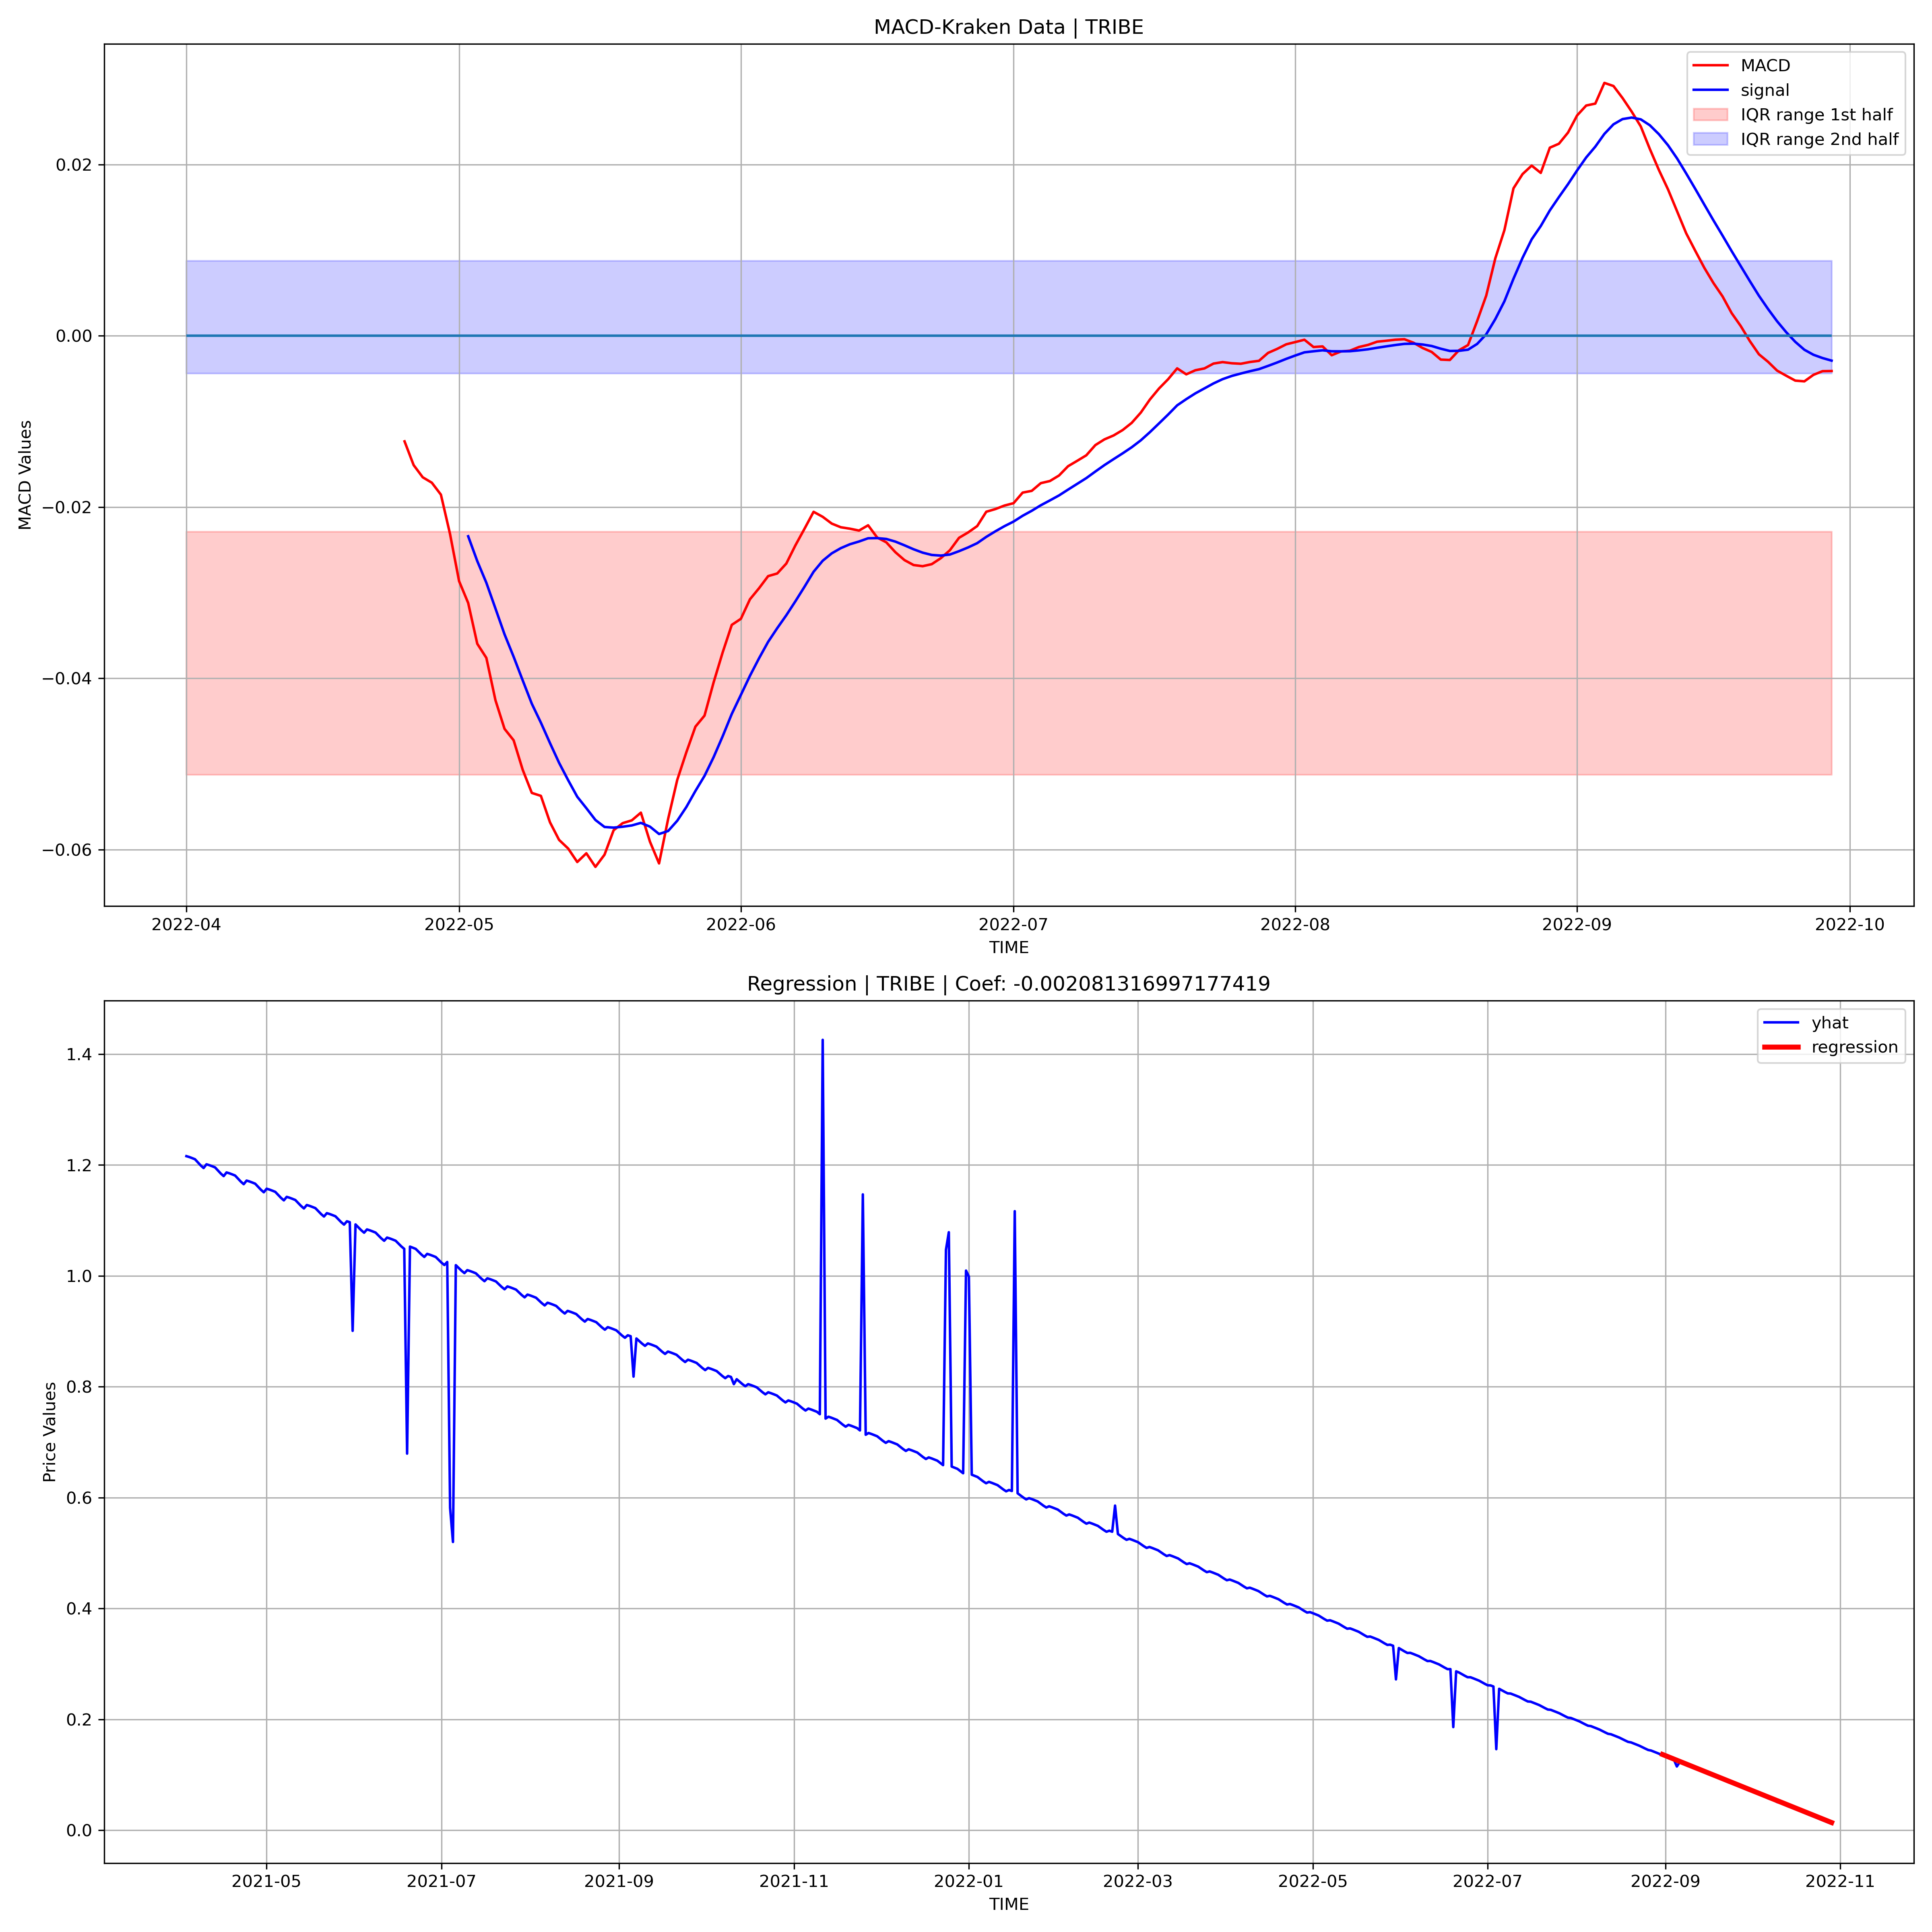 MACD-Kraken Data | TRIBE
MACD
signal
IQR range 1st half
IQR range 2nd half
MACD Values
0.02
0.00
−0.02
−0.04
−0.06
2022-04 2022-05 2022-06 2022-07 2022-08 2022-09 2022-10
TIME
Regression | TRIBE | Coef: -0.002081316997177419
yhat
regression
Price Values
1.4
1.2
1.0
0.8
0.6
0.4
0.2
0.0
2021-05 2021-07 2021-09 2021-11 2022-01 2022-03 2022-05 2022-07 2022-09 2022-11
TIME